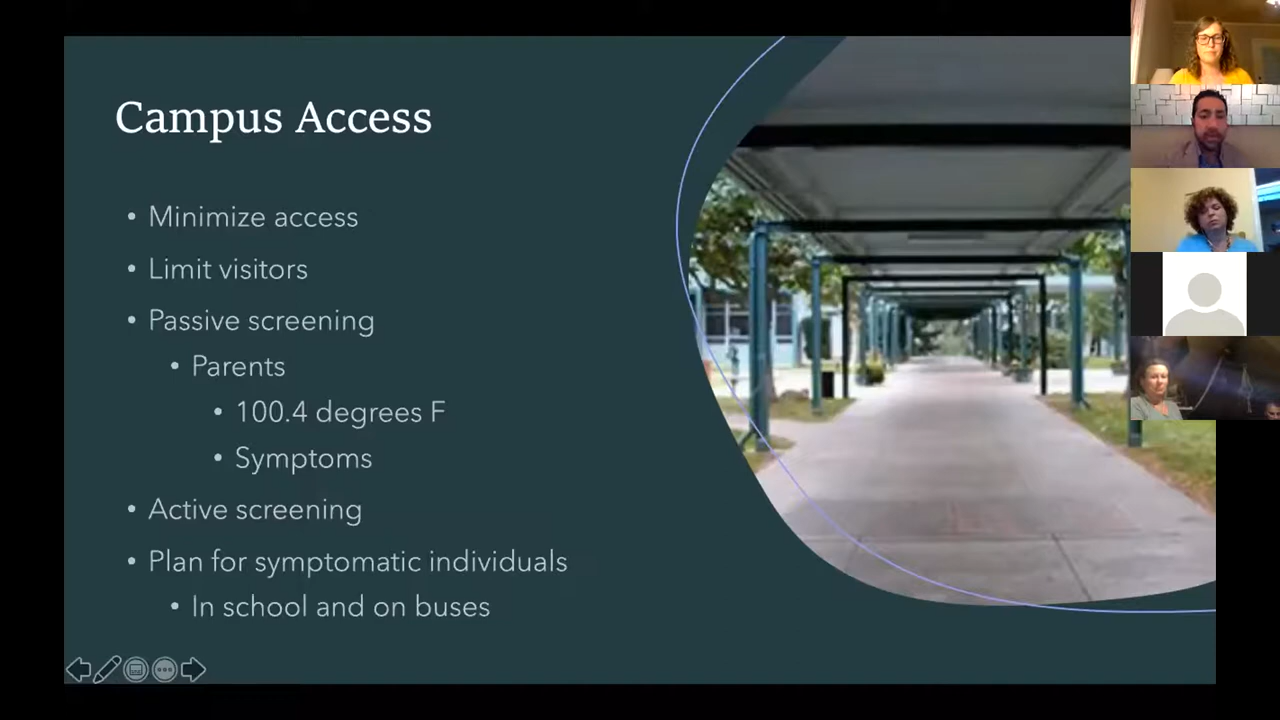 Campus Access
• Minimize access
• Limit visitors
• Passive screening
• Parents
• 100.4 degrees F
• Symptoms
• Active screening
• Plan for symptomatic individuals
• In school and on buses